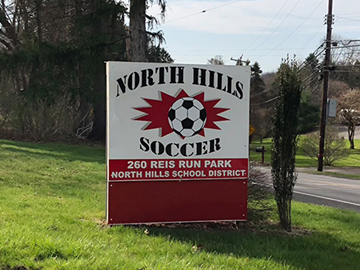 NORTH HILLS
SOCCER
260 REIS RUN PARK
NORTH HILLS SCHOOL DISTRICT